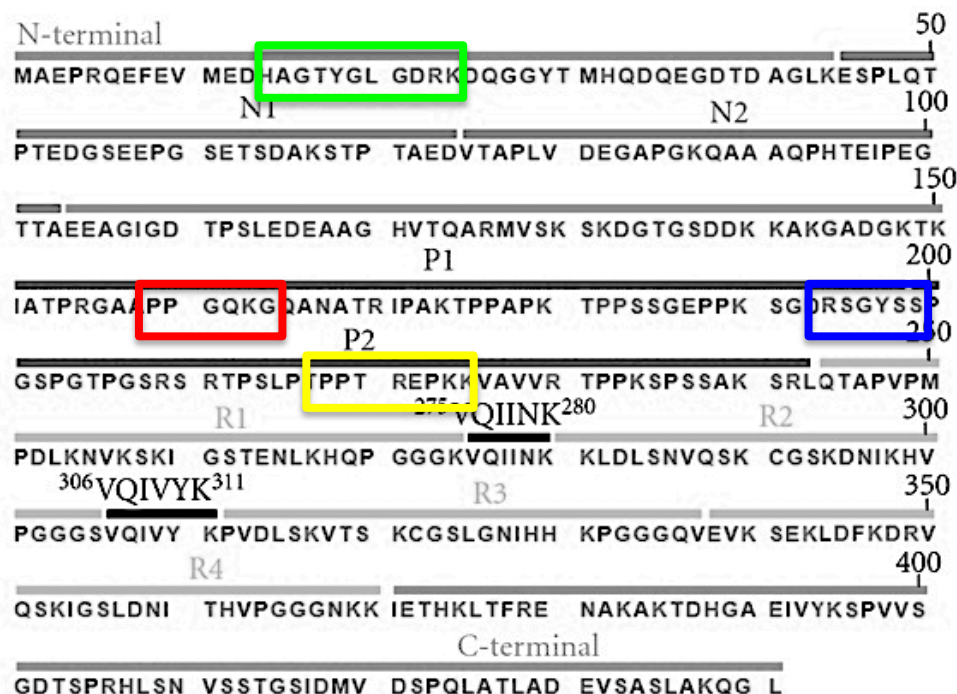 N-terminal 50
MAEPRQEFEV MEDHAGTYGL GDRKDQGGYT MHQDQEGDTD AGLKESPLQT
N1 N2 100
PTEDGSEEPG SETSDAKSTP TAEDVTAPLV DEGAPGKQAA AQPHTEIPEG
150
TTAEEAGIGD TPSLEDEAAG HVTQARMVSK SKDGTGSDDK KAKGADGKTK
P1 200
IATPRGAAPP GQKGQANATR IPAKTPPAPK TPPSSGEPPK SGDRSGYSSP
P2 250
GSPGTPGSRS RTPSLPTPPT REPKKVAVVR TPPKSPSSAK SRLQTAPVPM
R1 275VQIINK280 R2 300
PDLKNVKSKI GSTENLKHQP GGGKVQIINK KLDLSNVQSK CGSKDNIKHV
306VQIVYK311 R3 350
PGGGSVQIVY KPVDLSKVTS KCGSLGNIHH KPGGGQVEVK SEKLDFKDRV
R4 400
QSKIGSLDNI THVPGGGNKK IETHKLTFRE NAKAKTDHGA EIVYKSPVVS
C-terminal
GDTSPRHLSN VSSTGSIDMV DSPQLATLAD EVSASLAKQG L